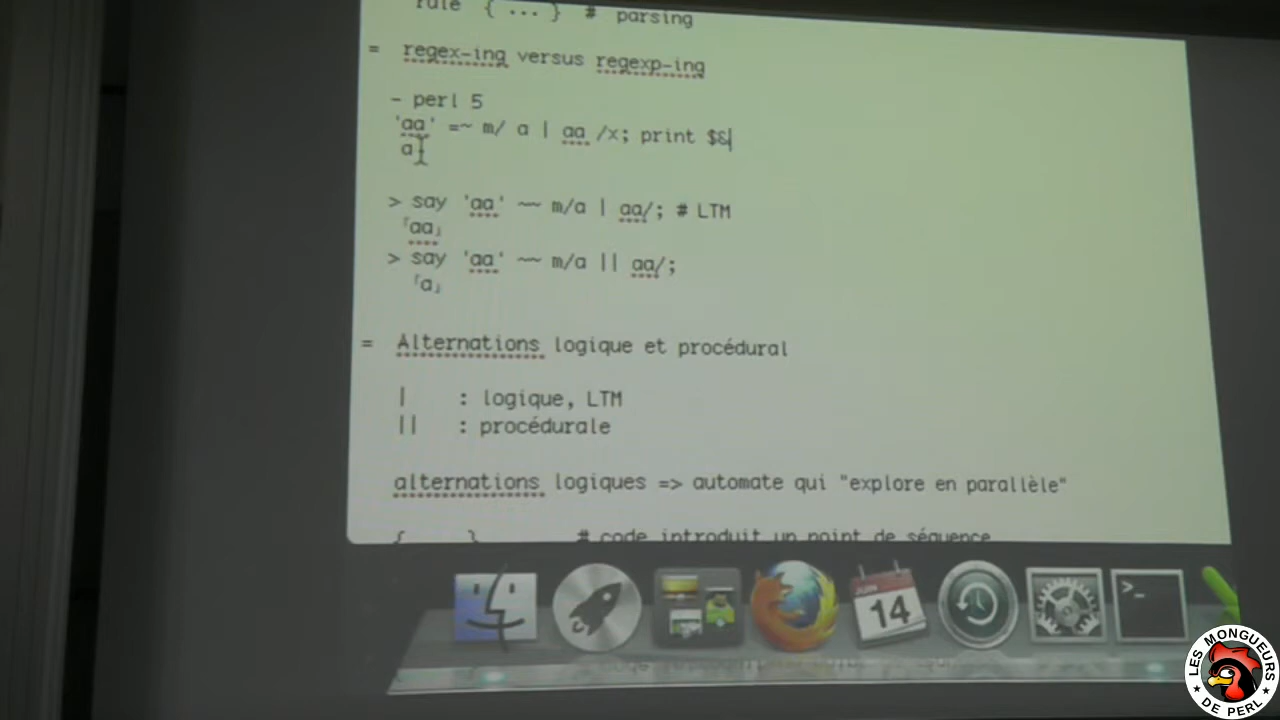 rule { ... } # parsing
= regex-ing versus regexp-ing
- perl 5
'aa' =~ m/ a | aa /x; print $&
a
> say 'aa' ~~ m/a | aa/; # LTM
「aa」
> say 'aa' ~~ m/a || aa/;
「a」
= Alternations logique et procédural
| : logique, LTM
|| : procédurale
alternations logiques => automate qui "explore en parallèle"
{ } # code introduit un point de séquence
JUN
14
>_
LES MONGUEURS
DE PERL